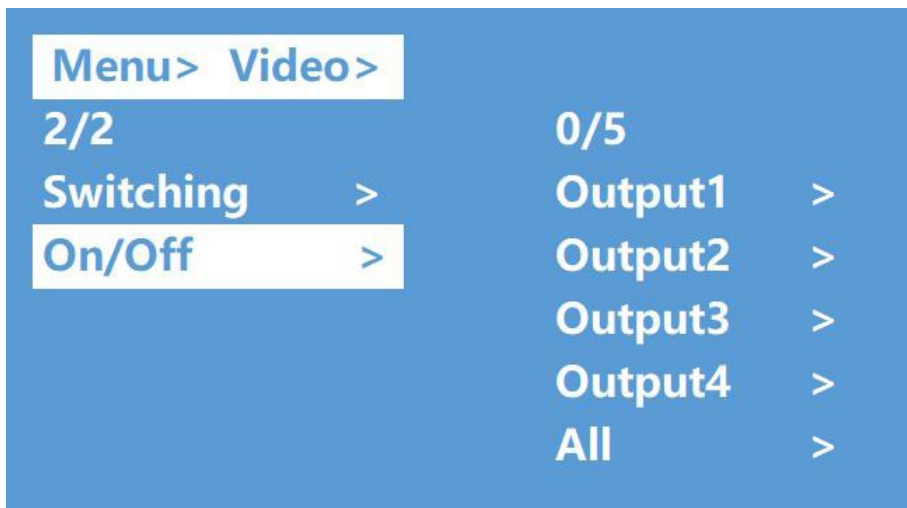 Menu> Video>
2/2
Switching >
On/Off >
0/5
Output1 >
Output2 >
Output3 >
Output4 >
All >